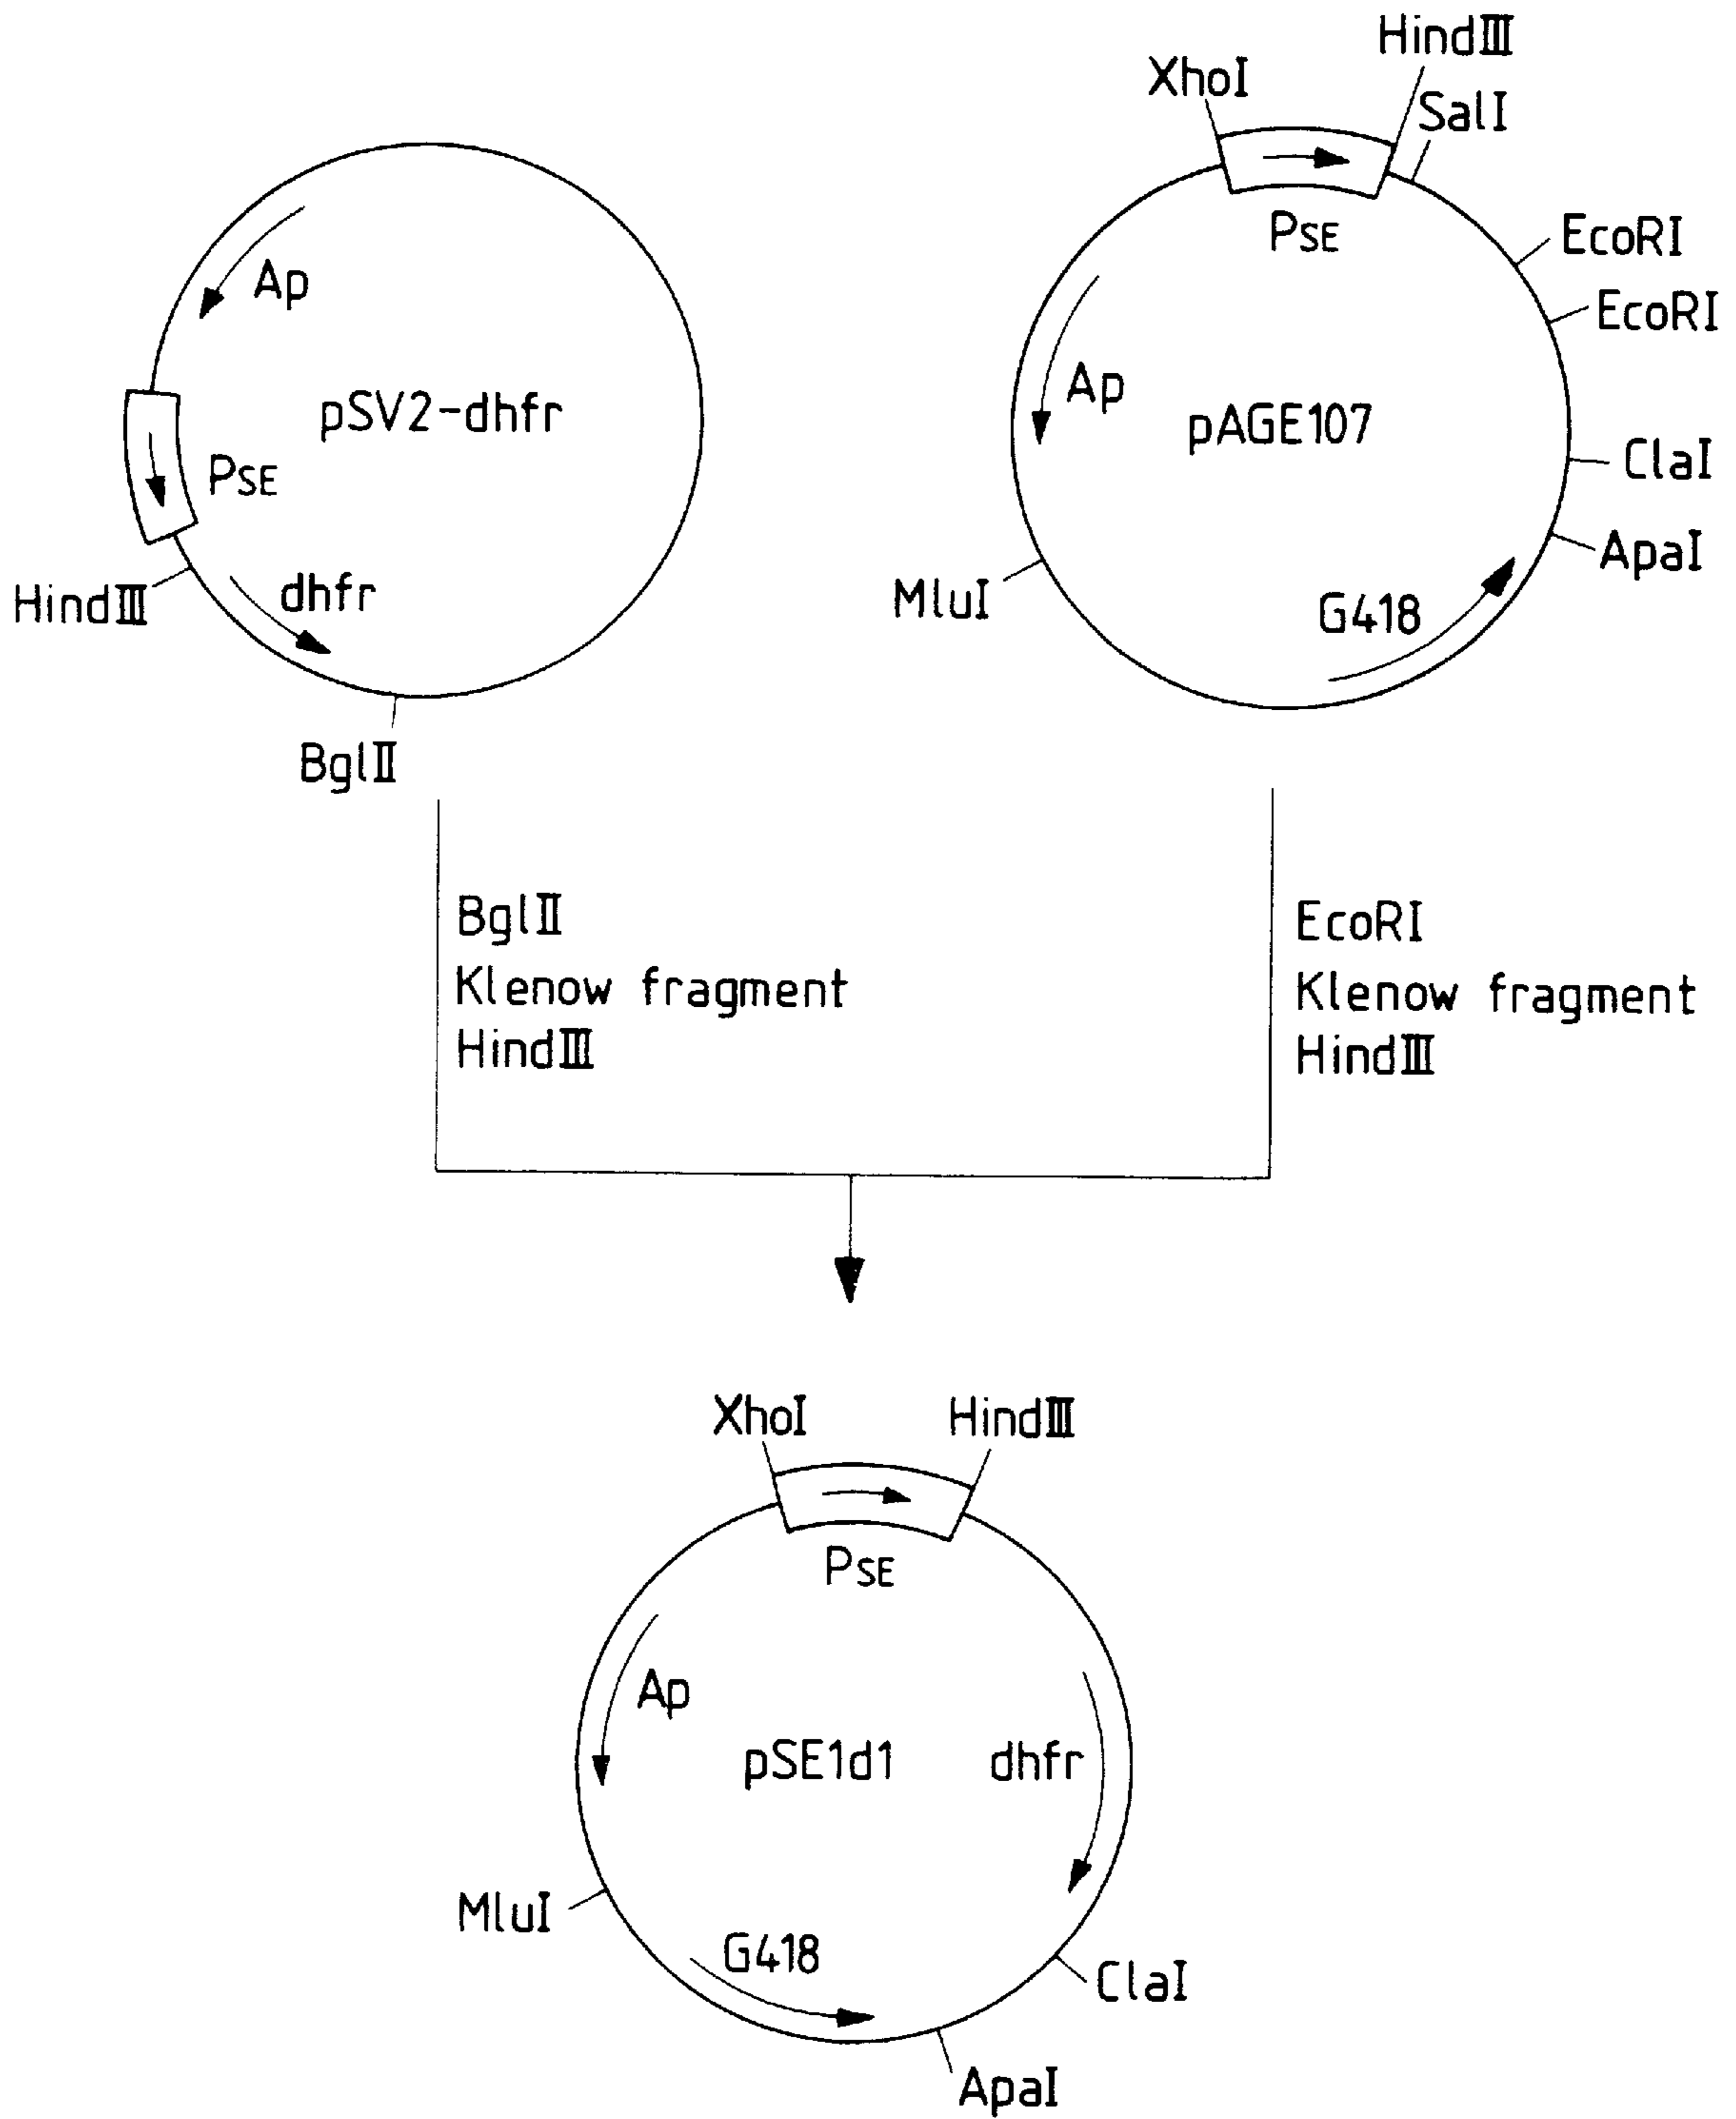 Ap
pSV2-dhfr
PSE
HindⅢ
dhfr
BglⅡ
XhoI
HindⅢ
SalI
PSE
EcoRI
EcoRI
Ap
pAGE107
ClaI
ApaI
MluI
G418
BglⅡ
Klenow fragment
HindⅢ
EcoRI
Klenow fragment
HindⅢ
XhoI
HindⅢ
PSE
Ap
pSE1d1
dhfr
MluI
G418
ClaI
ApaI